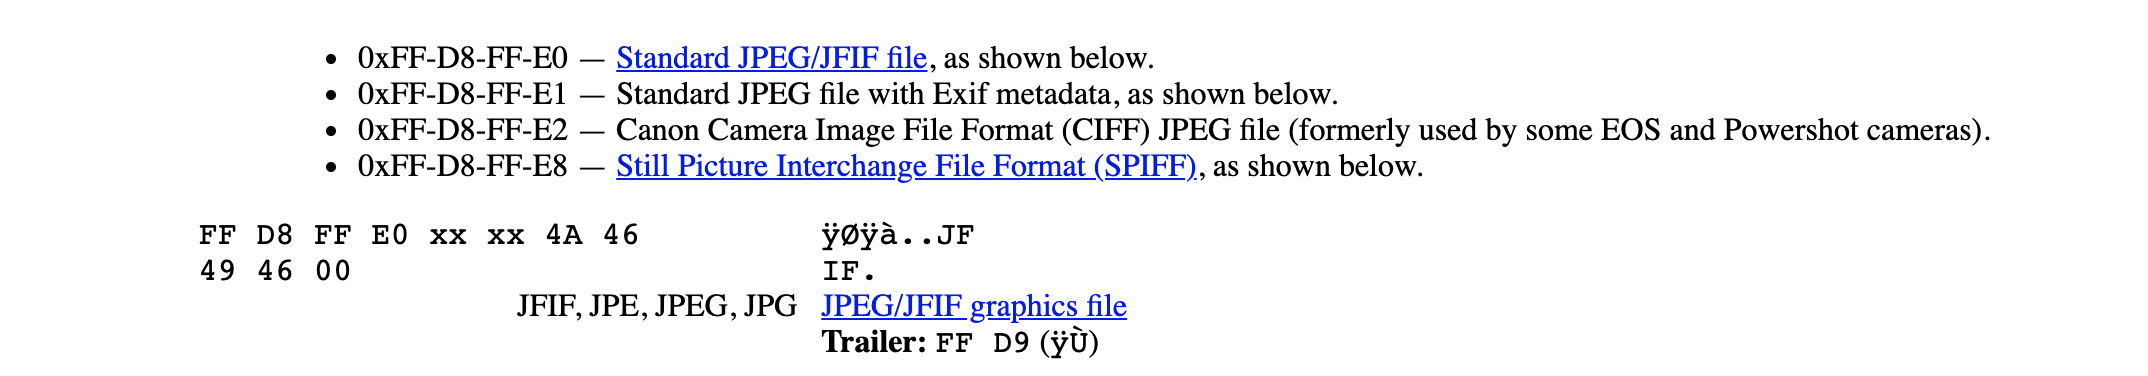 • 0xFF-D8-FF-E0 — Standard JPEG/JFIF file, as shown below.
• 0xFF-D8-FF-E1 — Standard JPEG file with Exif metadata, as shown below.
• 0xFF-D8-FF-E2 — Canon Camera Image File Format (CIFF) JPEG file (formerly used by some EOS and Powershot cameras).
• 0xFF-D8-FF-E8 — Still Picture Interchange File Format (SPIFF), as shown below.
FF D8 FF E0 xx xx 4A 46 ÿØÿà..JF
49 46 00 IF.
JFIF, JPE, JPEG, JPG JPEG/JFIF graphics file
Trailer: FF D9 (ÿÙ)